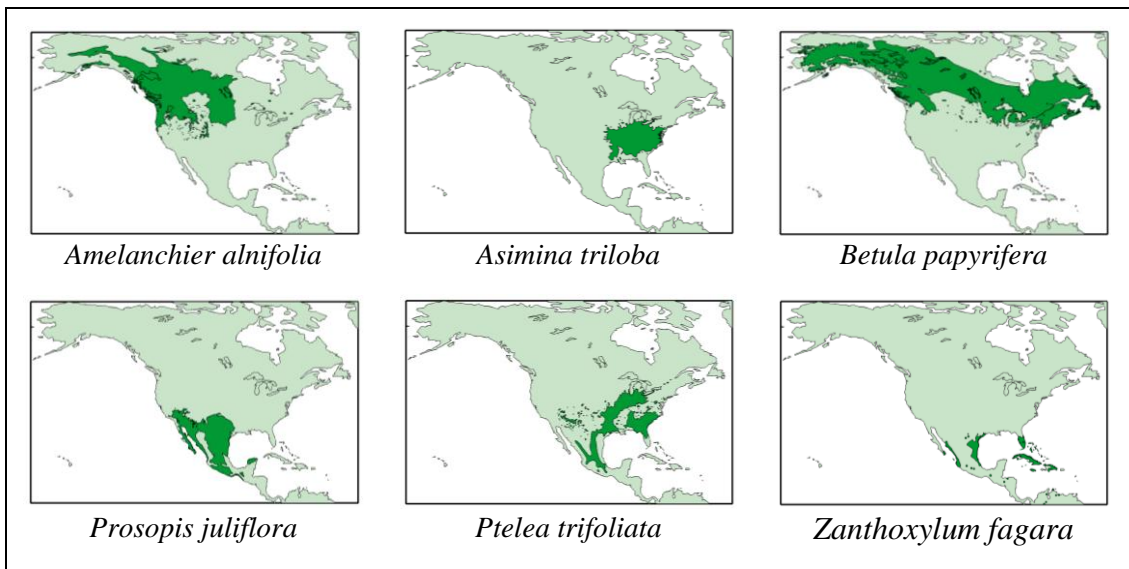 Amelanchier alnifolia
Asimina triloba
Betula papyrifera
Prosopis juliflora
Ptelea trifoliata
Zanthoxylum fagara